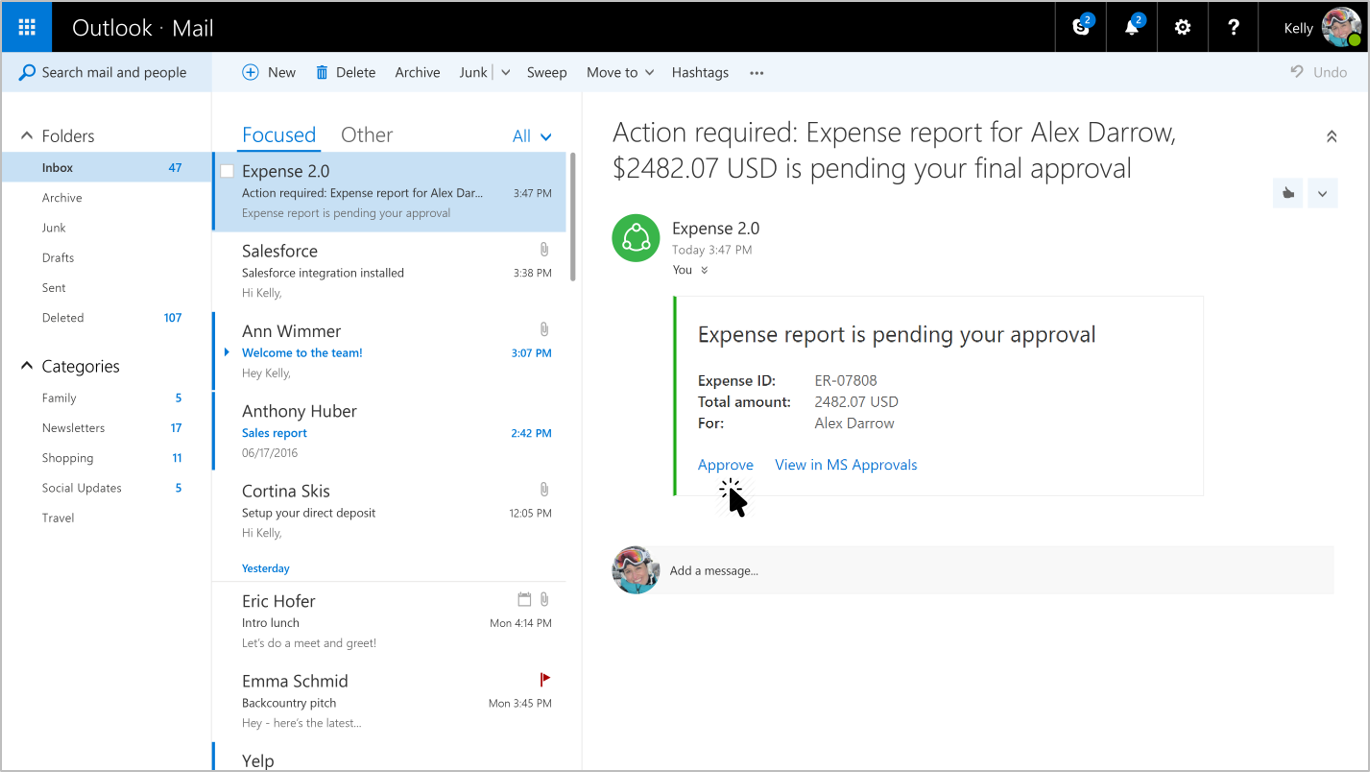 Outlook · Mail
2
2
?
Kelly
Search mail and people
New
Delete
Archive
Junk
Sweep
Move to
Hashtags
Undo
Folders
Inbox 47
Archive
Junk
Drafts
Sent
Deleted 107
Categories
Family 5
Newsletters 17
Shopping 11
Social Updates 5
Travel
Focused
Other
All
Expense 2.0
Action required: Expense report for Alex Dar... 3:47 PM
Expense report is pending your approval
Salesforce
Salesforce integration installed 3:38 PM
Hi Kelly,
Ann Wimmer
Welcome to the team! 3:07 PM
Hey Kelly,
Anthony Huber
Sales report 2:42 PM
06/17/2016
Cortina Skis
Setup your direct deposit 12:05 PM
Hi Kelly,
Yesterday
Eric Hofer
Intro lunch Mon 4:14 PM
Let's do a meet and greet!
Emma Schmid
Backcountry pitch Mon 3:45 PM
Hey - here's the latest...
Yelp
Action required: Expense report for Alex Darrow,
$2482.07 USD is pending your final approval
Expense 2.0
Today 3:47 PM
You
Expense report is pending your approval
Expense ID: ER-07808
Total amount: 2482.07 USD
For: Alex Darrow
Approve View in MS Approvals
Add a message...